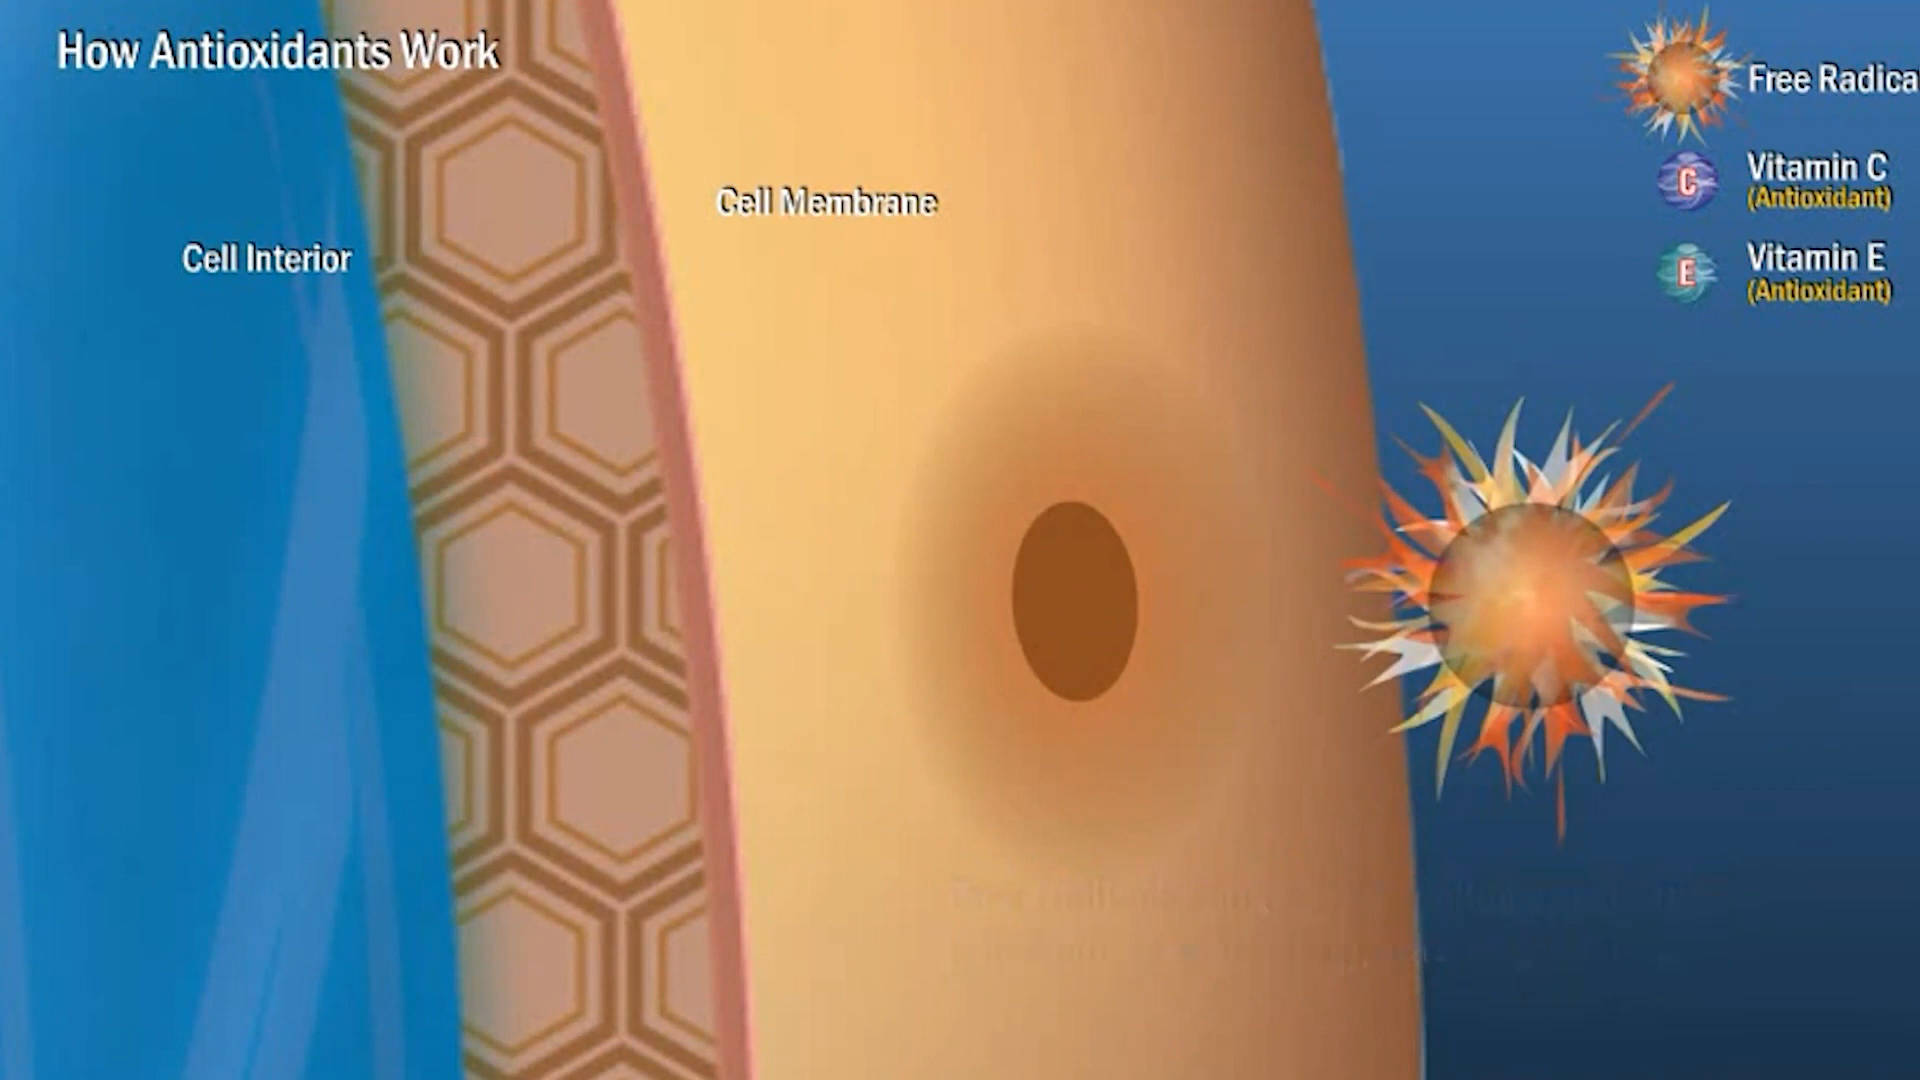 How Antioxidants Work
Free Radica
C
Vitamin C
(Antioxidant)
Cell Membrane
Cell Interior
E
Vitamin E
(Antioxidant)